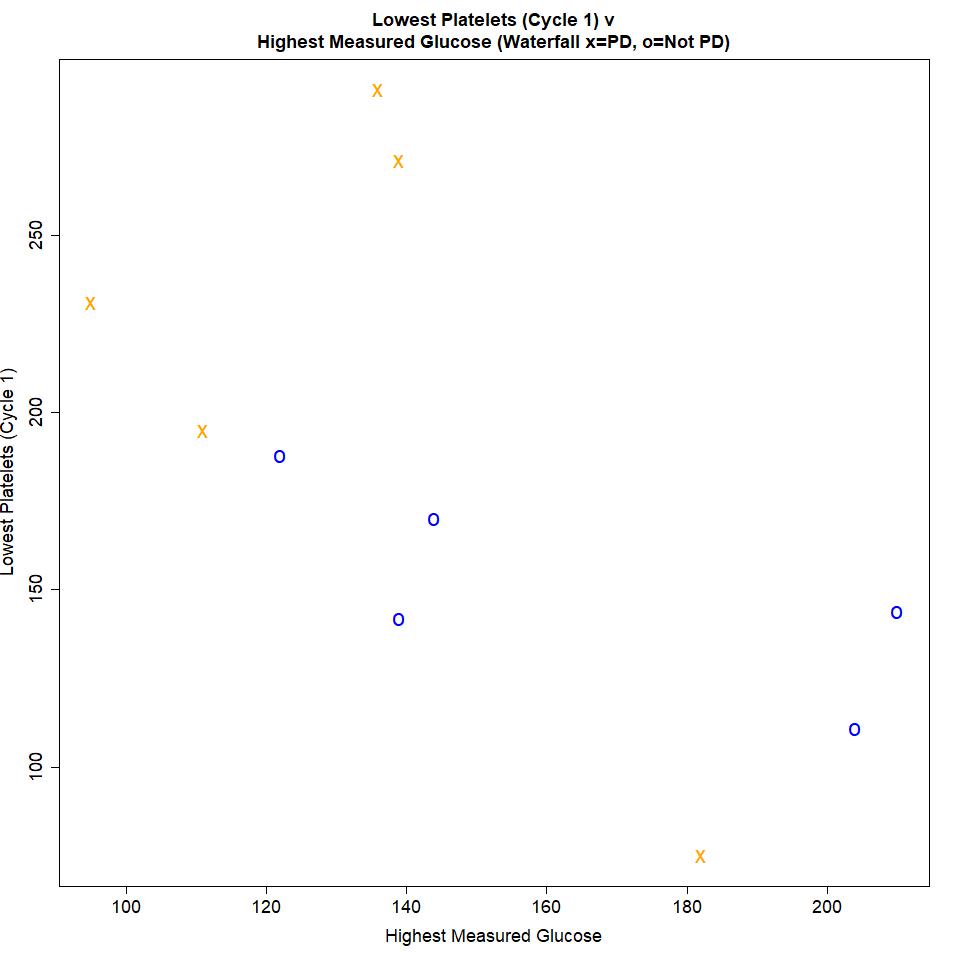 Lowest Platelets (Cycle 1) v
Highest Measured Glucose (Waterfall x=PD, o=Not PD)
Lowest Platelets (Cycle 1)
250
200
150
100
x
x
x
x
o
o
o
o
o
x
100 120 140 160 180 200
Highest Measured Glucose